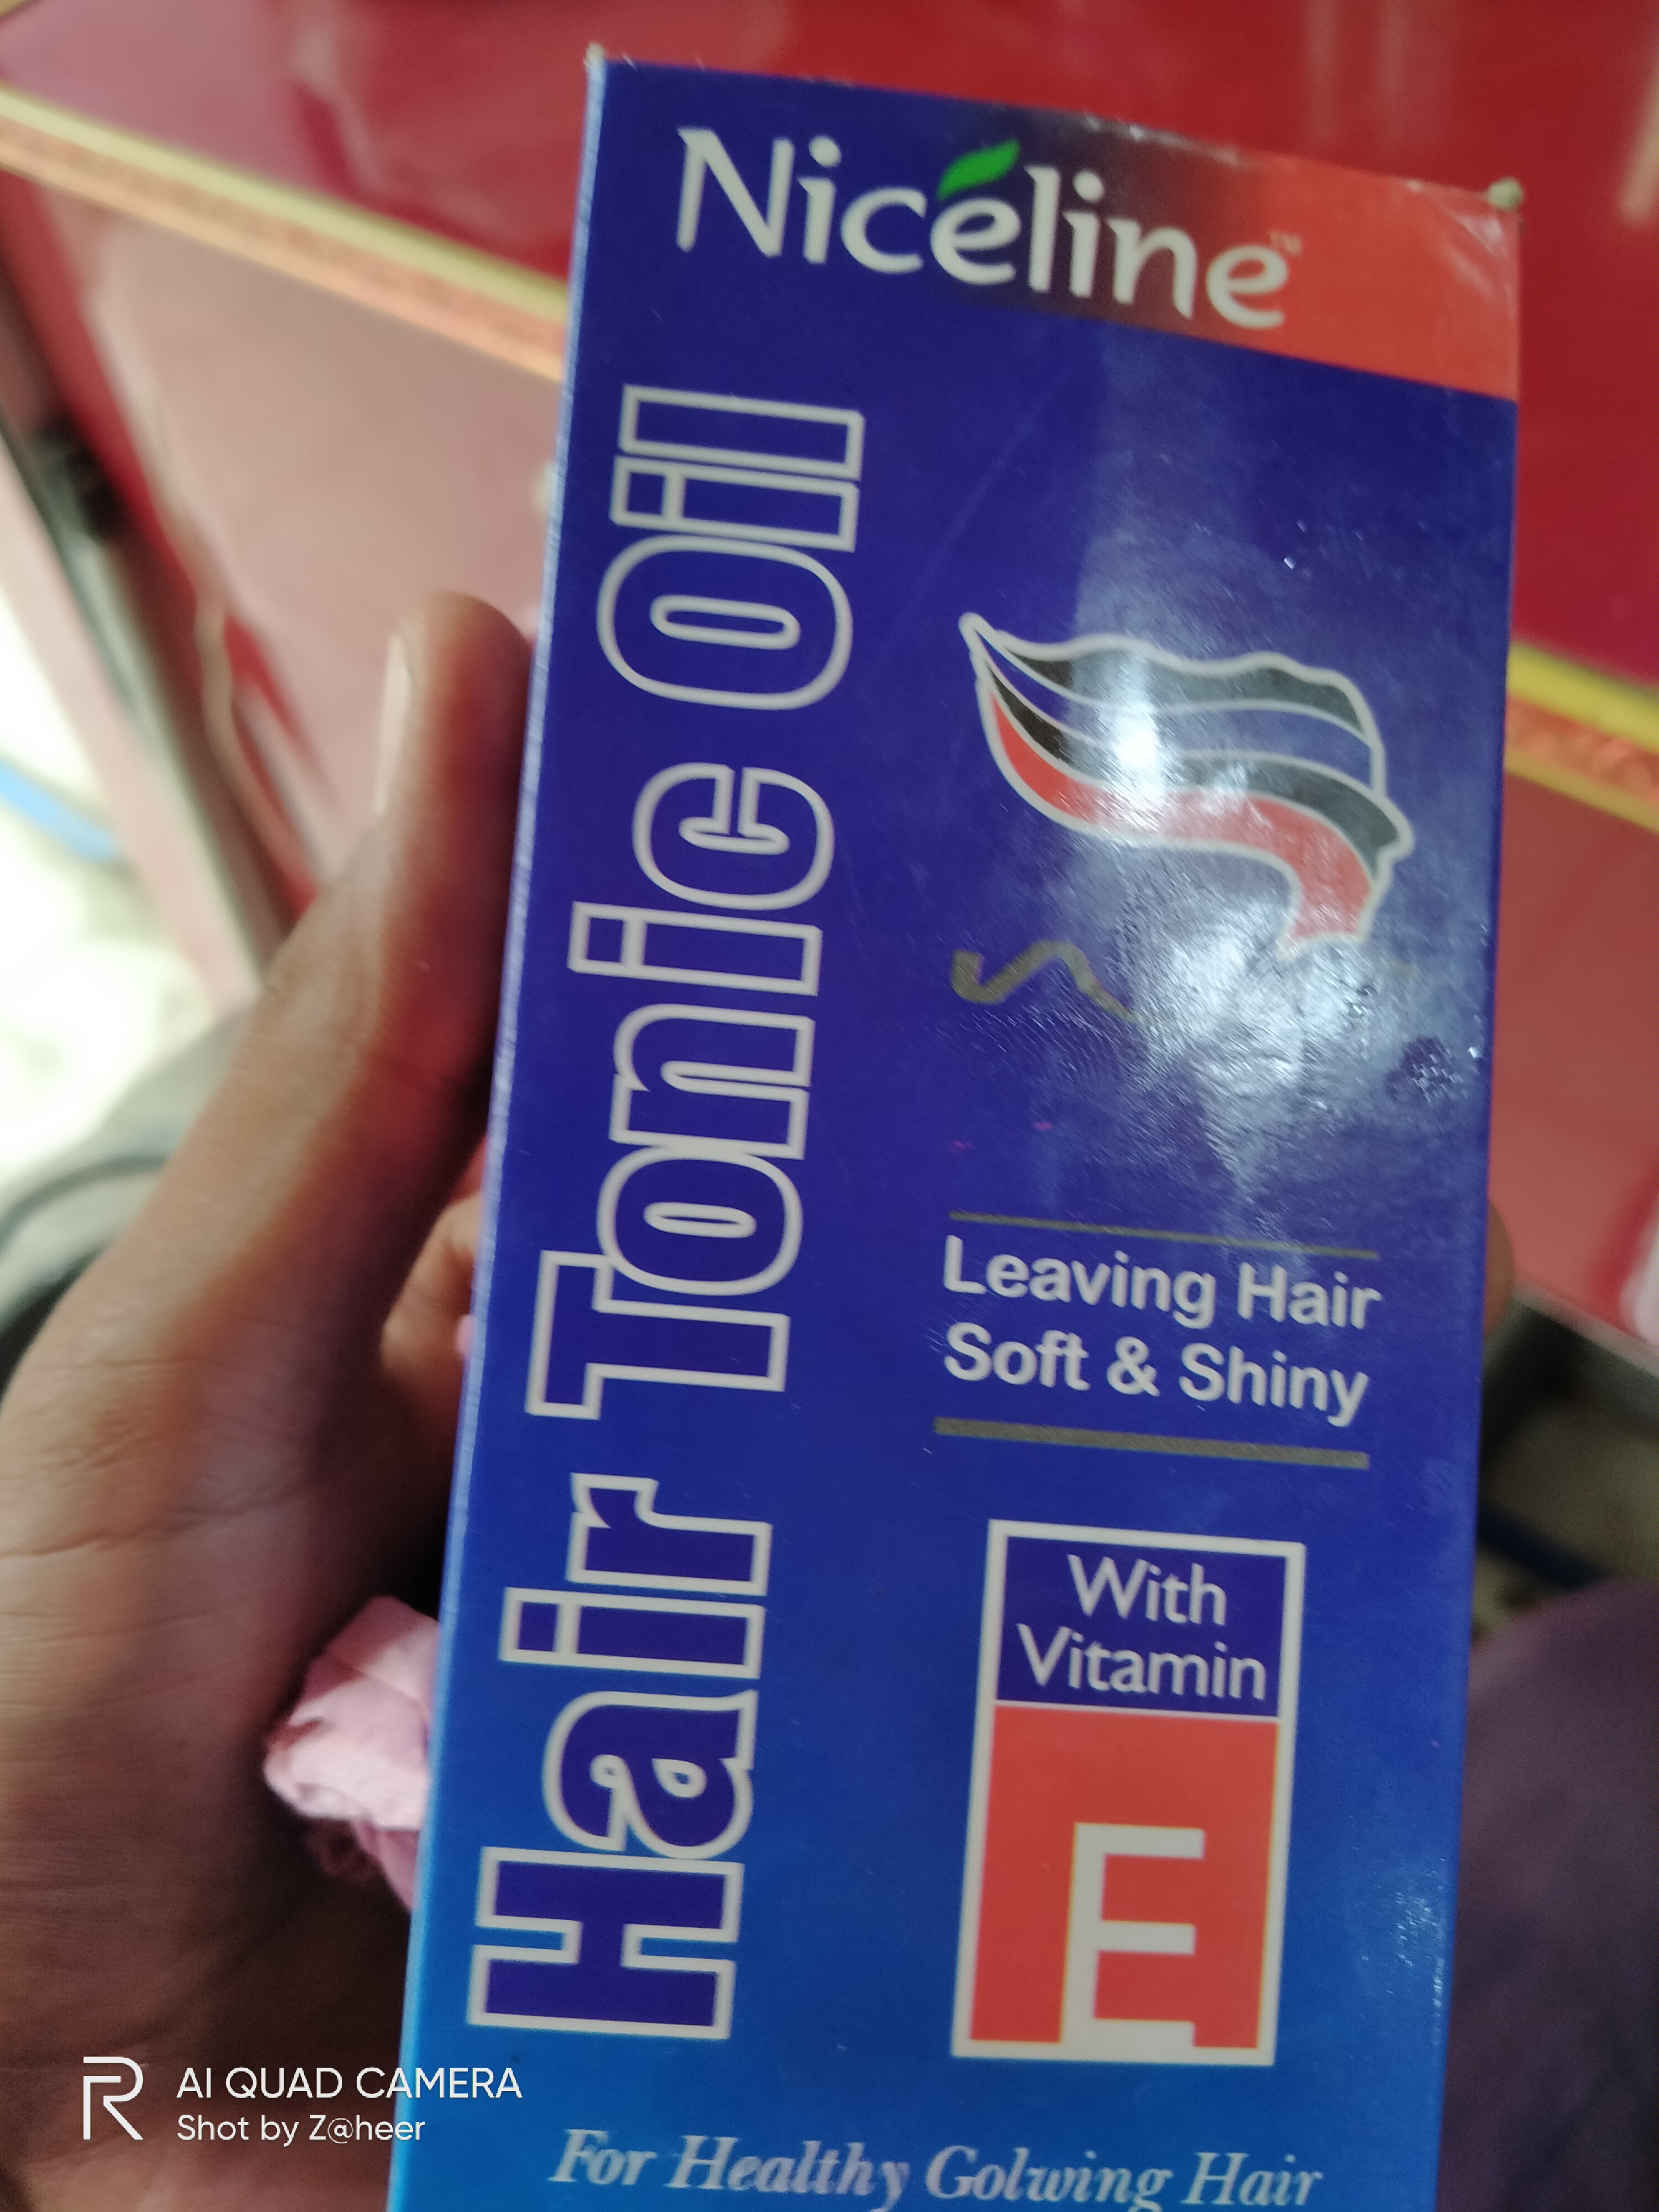 Nicéline™
Hair Tonic Oil
Leaving Hair
Soft & Shiny
With
Vitamin
E
For Healthy Golwing Hair
AI QUAD CAMERA
Shot by Z@heer